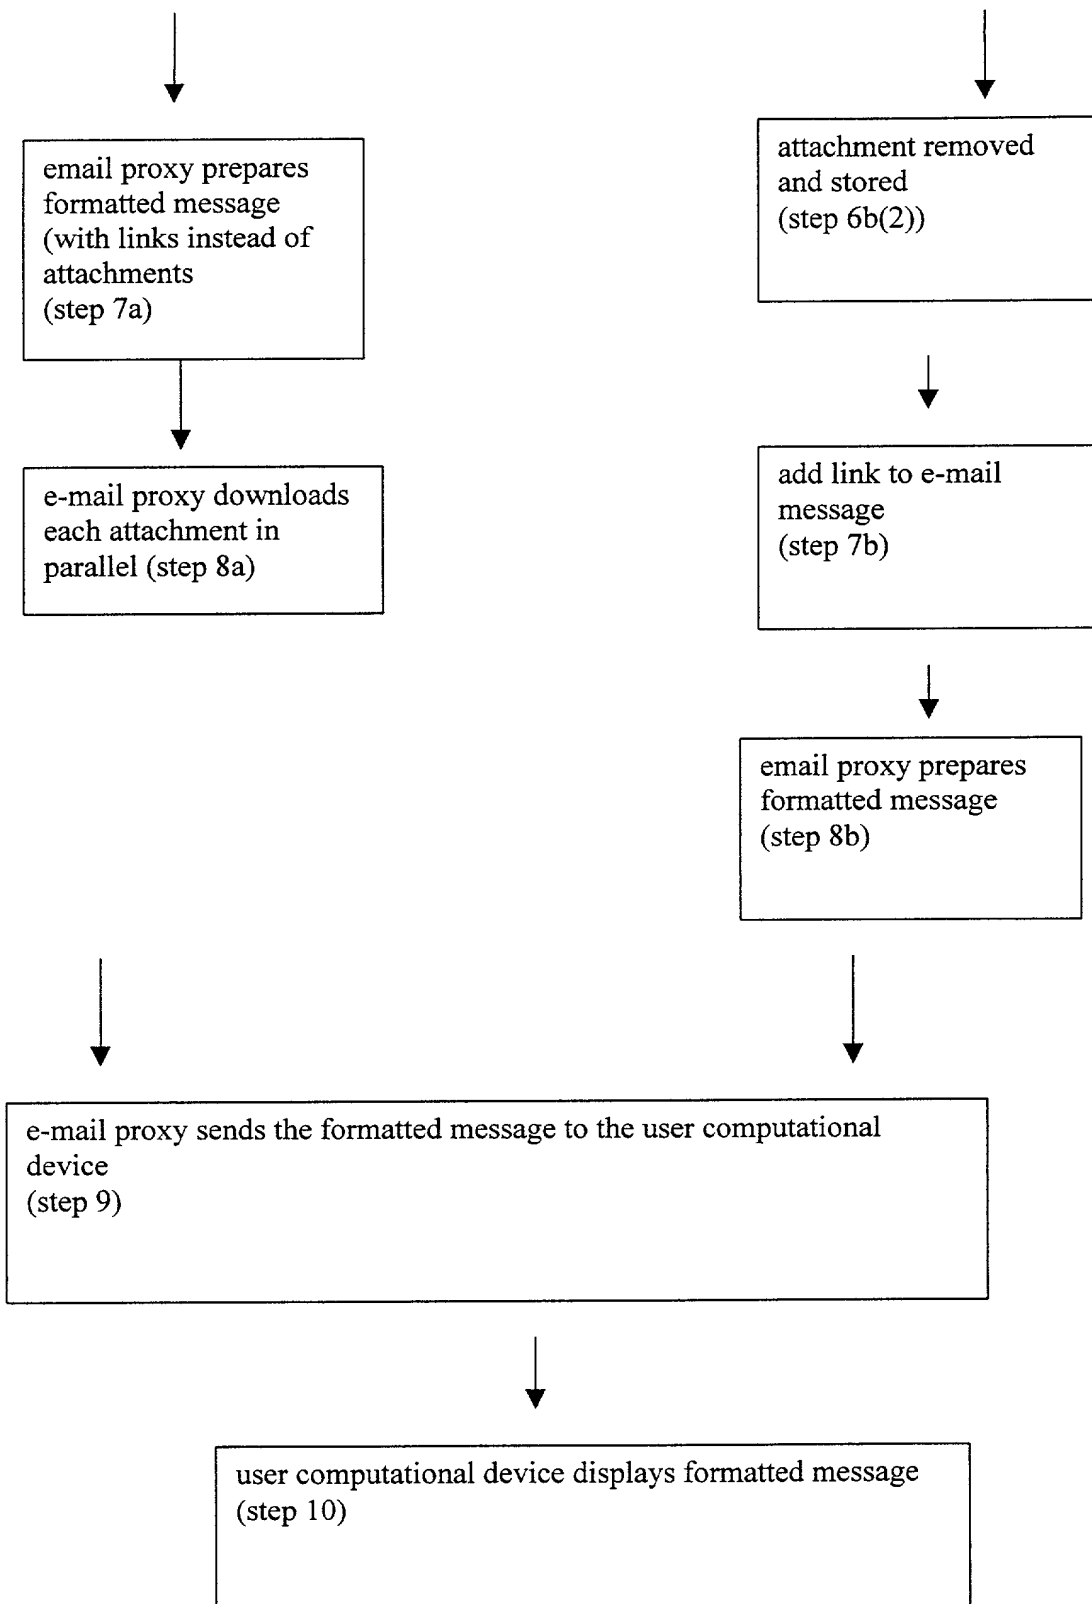 email proxy prepares
formatted message
(with links instead of
attachments
(step 7a)
attachment removed
and stored
(step 6b(2))
e-mail proxy downloads
each attachment in
parallel (step 8a)
add link to e-mail
message
(step 7b)
email proxy prepares
formatted message
(step 8b)
e-mail proxy sends the formatted message to the user computational
device
(step 9)
user computational device displays formatted message
(step 10)